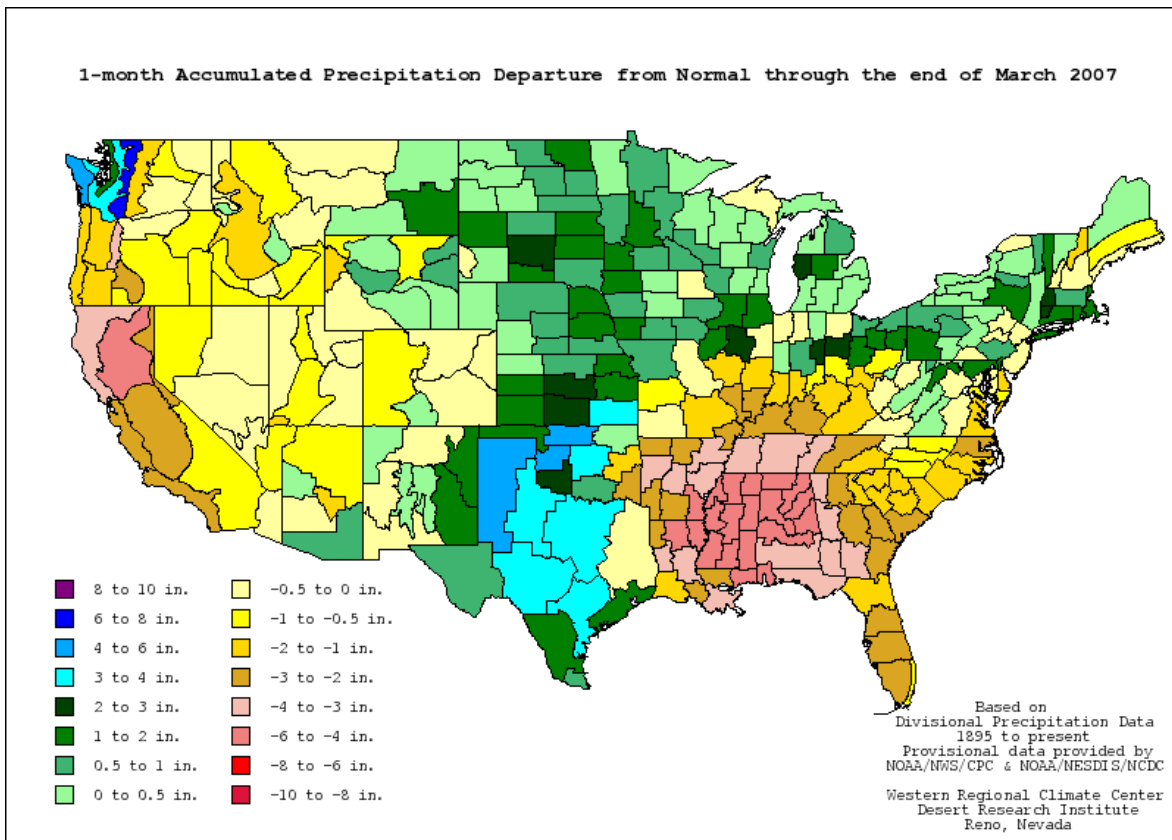 1-month Accumulated Precipitation Departure from Normal through the end of March 2007
8 to 10 in.
6 to 8 in.
4 to 6 in.
3 to 4 in.
2 to 3 in.
1 to 2 in.
0.5 to 1 in.
0 to 0.5 in.
-0.5 to 0 in.
-1 to -0.5 in.
-2 to -1 in.
-3 to -2 in.
-4 to -3 in.
-6 to -4 in.
-8 to -6 in.
-10 to -8 in.
Based on
Divisional Precipitation Data
1895 to present
Provisional data provided by
NOAA/NWS/CPC & NOAA/NESDIS/NCDC
Western Regional Climate Center
Desert Research Institute
Reno, Nevada